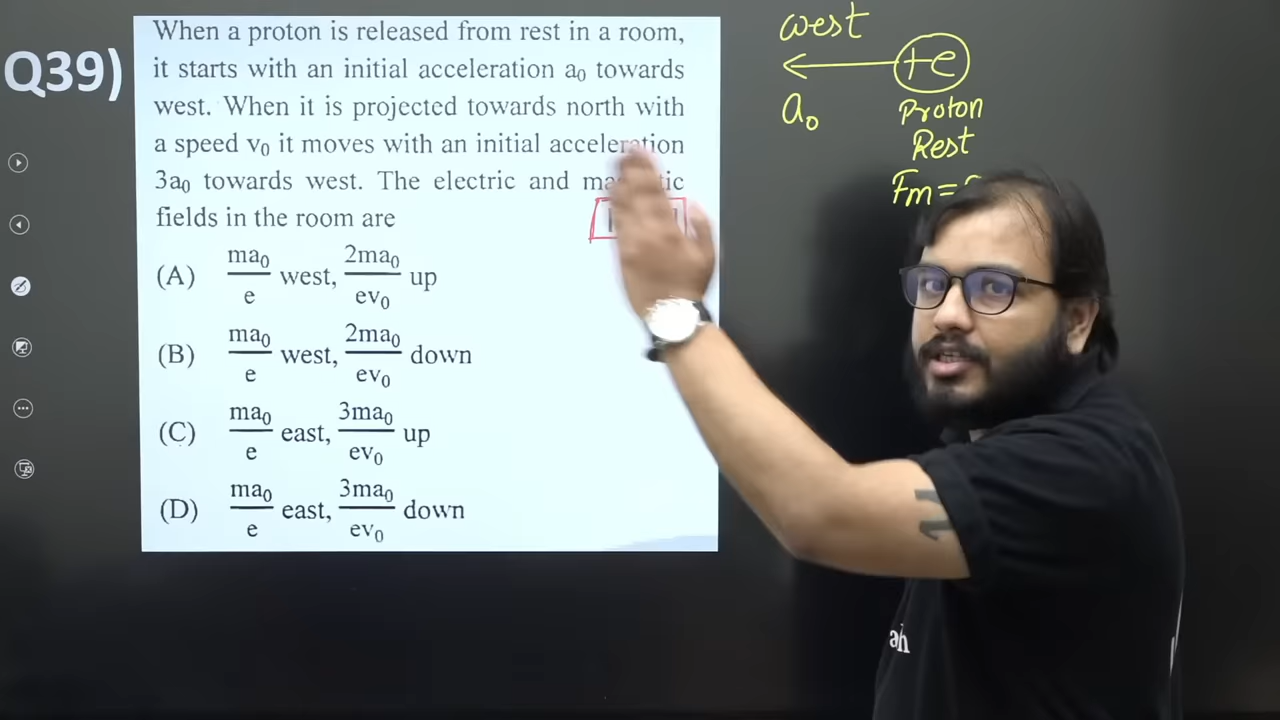 Q39)
When a proton is released from rest in a room,
it starts with an initial acceleration a₀ towards
west. When it is projected towards north with
a speed v₀ it moves with an initial acceleration
3a₀ towards west. The electric and
fields in the room are
(A) ma₀/e west, 2ma₀/ev₀ up
(B) ma₀/e west, 2ma₀/ev₀ down
(C) ma₀/e east, 3ma₀/ev₀ up
(D) ma₀/e east, 3ma₀/ev₀ down
west
+e
a₀
Proton
Rest
Fm =